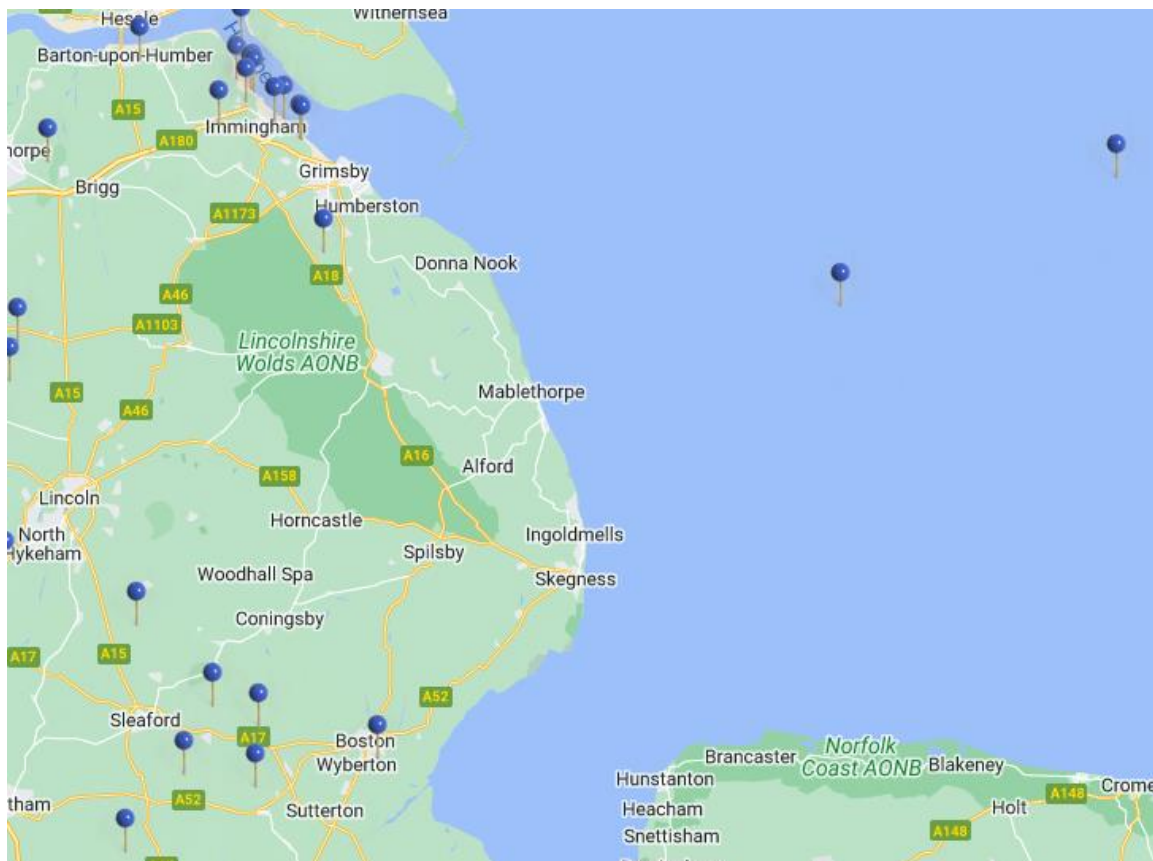 Hessle
Withernsea
Barton-upon-Humber
A15
Immingham
A180
Grimsby
Brigg
Humberston
A1173
Donna Nook
A18
A46
A1103
Lincolnshire
Wolds AONB
A15
A46
Mablethorpe
A16
Alford
A158
Lincoln
Horncastle
Ingoldmells
North
Hykeham
Spilsby
Woodhall Spa
Skegness
Coningsby
A17
A15
A52
Sleaford
A17
Boston
Wyberton
Norfolk
Coast AONB
Brancaster
Blakeney
Hunstanton
Crome
A52
Sutterton
Heacham
Holt
A148
Snettisham
A148
tham